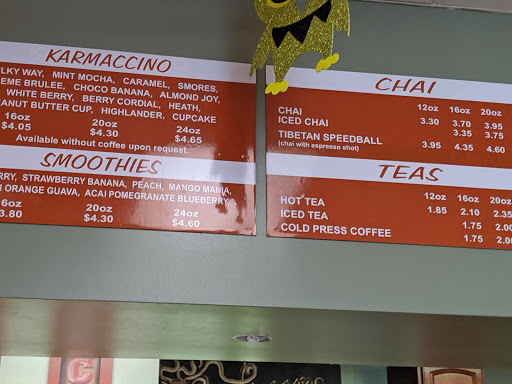 KARMACCINO
LKY WAY, MINT MOCHA, CARAMEL, SMORES,
EME BRULEE, CHOCO BANANA, ALMOND JOY,
WHITE BERRY, BERRY CORDIAL, HEATH,
EANUT BUTTER CUP, HIGHLANDER, CUPCAKE
16oz 20oz 24oz
$4.05 $4.30 $4.65
Available without coffee upon request.
SMOOTHIES
RRY, STRAWBERRY BANANA, PEACH, MANGO MANIA,
I ORANGE GUAVA, ACAI POMEGRANATE BLUEBERRY
6oz 20oz 24oz
3.80 $4.30 $4.60
CHAI
12oz 16oz 20oz
CHAI 3.30 3.70 3.95
ICED CHAI 3.35 3.75
TIBETAN SPEEDBALL 3.95 4.35 4.60
(chai with espresso shot)
TEAS
12oz 16oz 20oz
HOT TEA 1.85 2.10 2.35
ICED TEA 1.75 2.00
COLD PRESS COFFEE 1.75 2.00
C